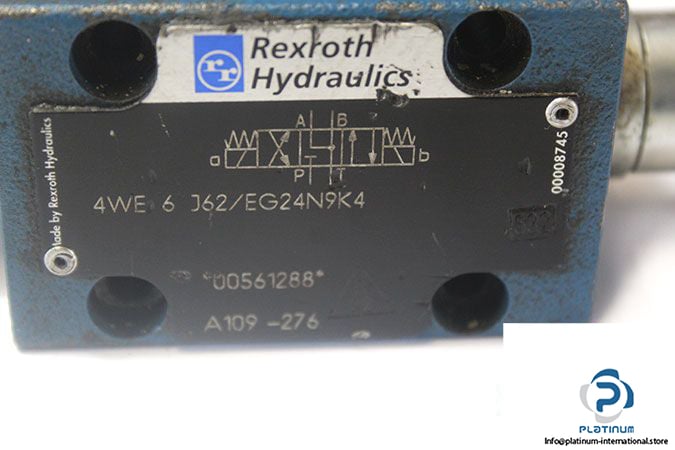 Rexroth
Hydraulics
Made by Rexroth Hydraulics
00008745
A B
a b
P T
4WE 6 J62/EG24N9K4
*00561288*
A109-276
PLATINUM
Info@platinum-international.store